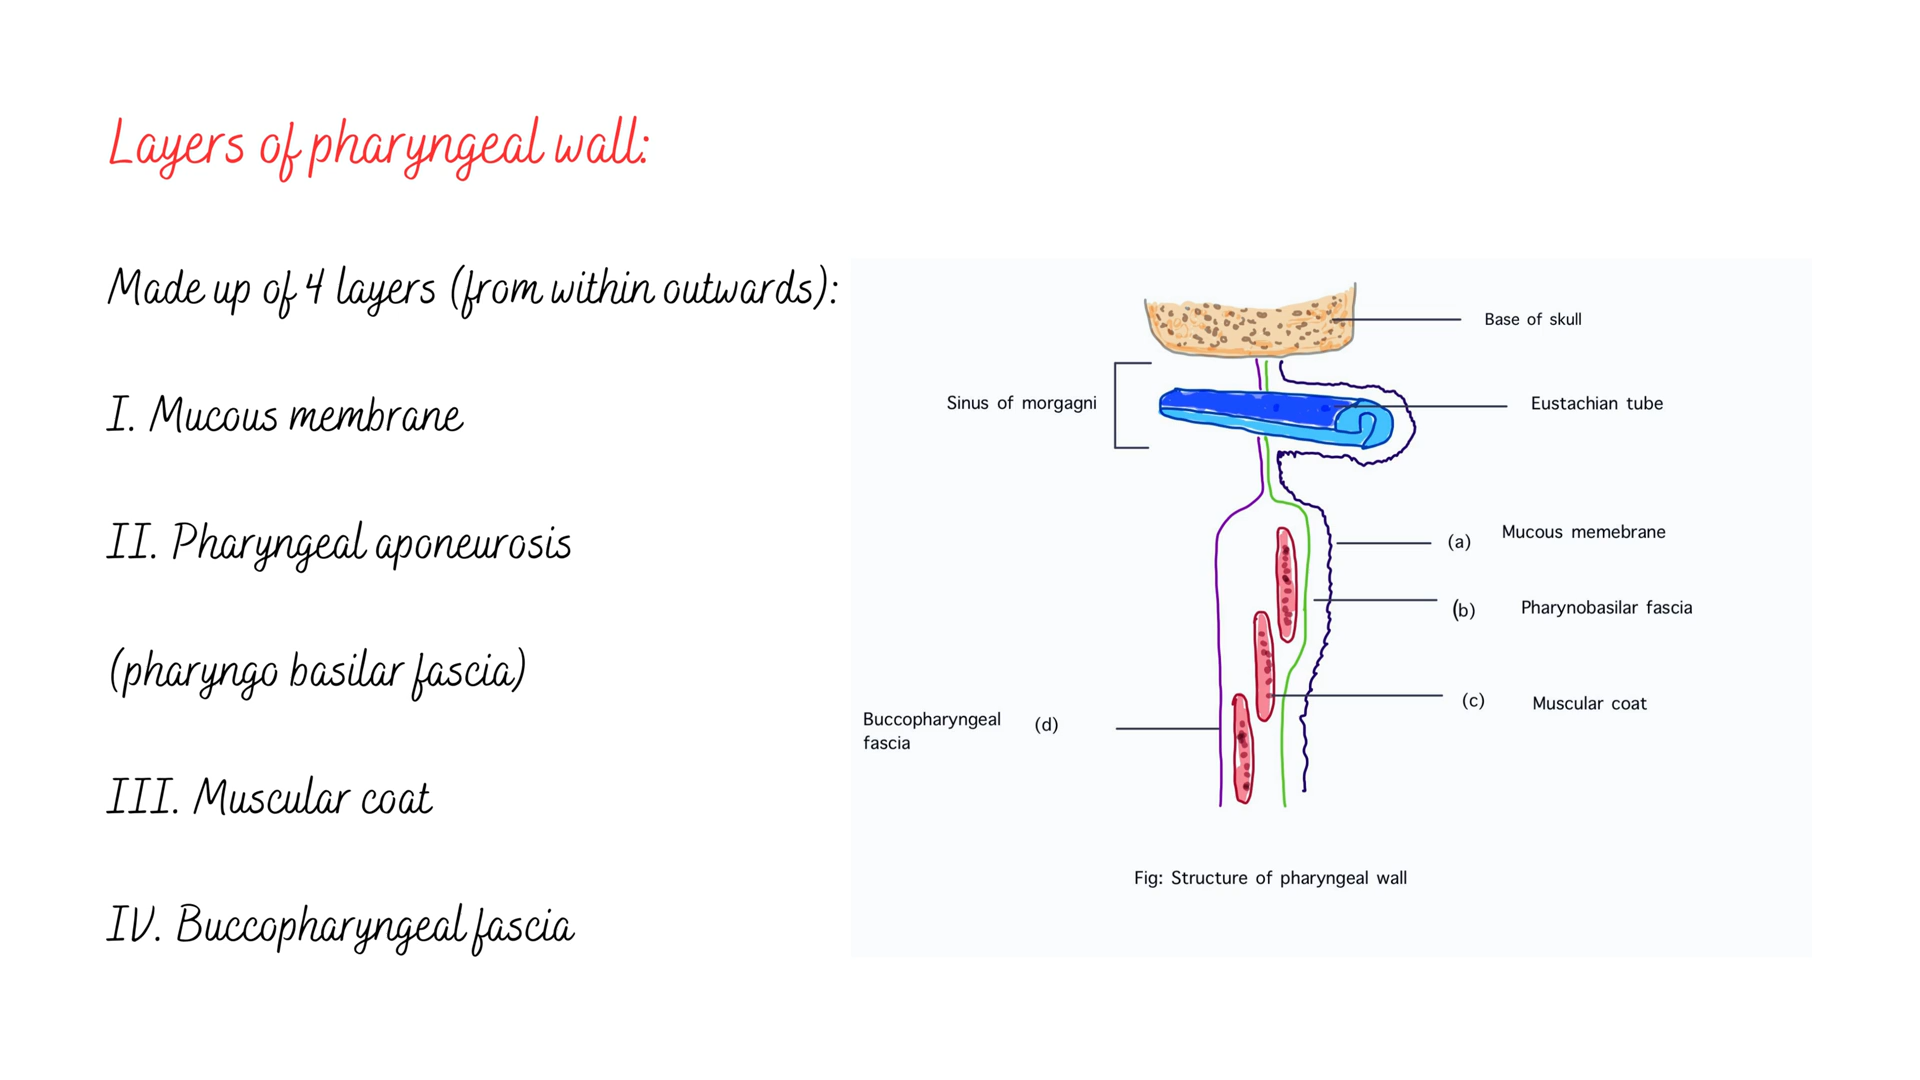 Layers of pharyngeal wall:
Made up of 4 layers (from within outwards):
I. Mucous membrane
II. Pharyngeal aponeurosis
(pharyngo basilar fascia)
III. Muscular coat
IV. Buccopharyngeal fascia
Base of skull
Sinus of morgagni
Eustachian tube
(a) Mucous memebrane
(b) Pharynobasilar fascia
(c) Muscular coat
Buccopharyngeal (d)
fascia
Fig: Structure of pharyngeal wall